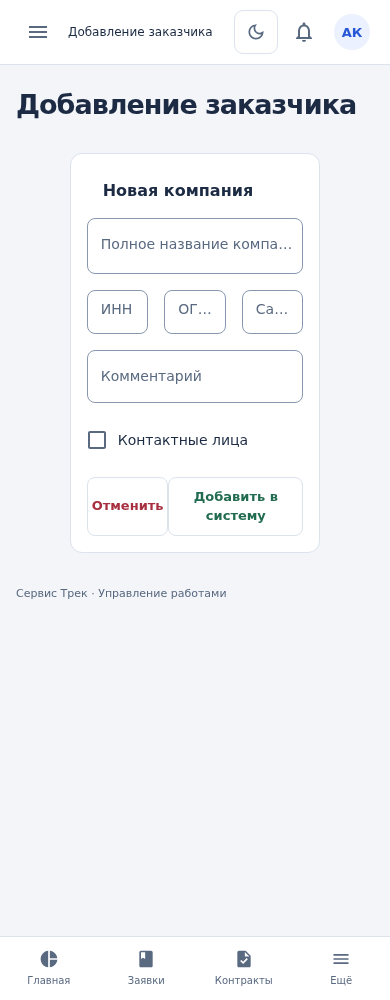 Добавление заказчика
АК
Добавление заказчика
Новая компания
Полное название компа...
ИНН
ОГ...
Са...
Комментарий
Контактные лица
Отменить
Добавить в
систему
Сервис Трек · Управление работами
Главная
Заявки
Контракты
Ещё